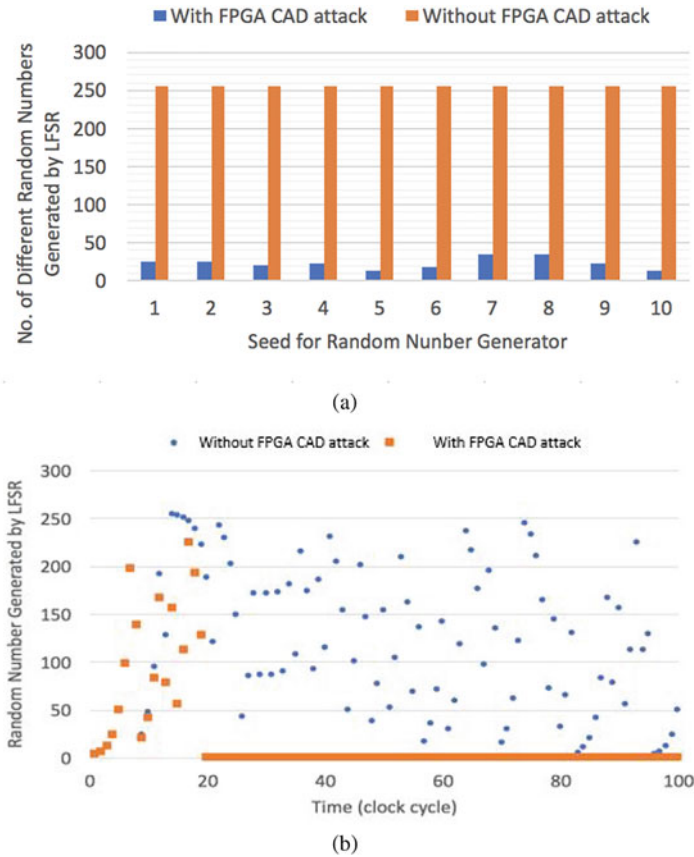 With FPGA CAD attack Without FPGA CAD attack
300
250
200
150
100
50
0
No. of Different Random Numbers
Generated by LFSR
1 2 3 4 5 6 7 8 9 10
Seed for Random Nunber Generator
(a)
Without FPGA CAD attack With FPGA CAD attack
300
250
200
150
100
50
0
Random Number Generated by LFSR
0 20 40 60 80 100
Time (clock cycle)
(b)